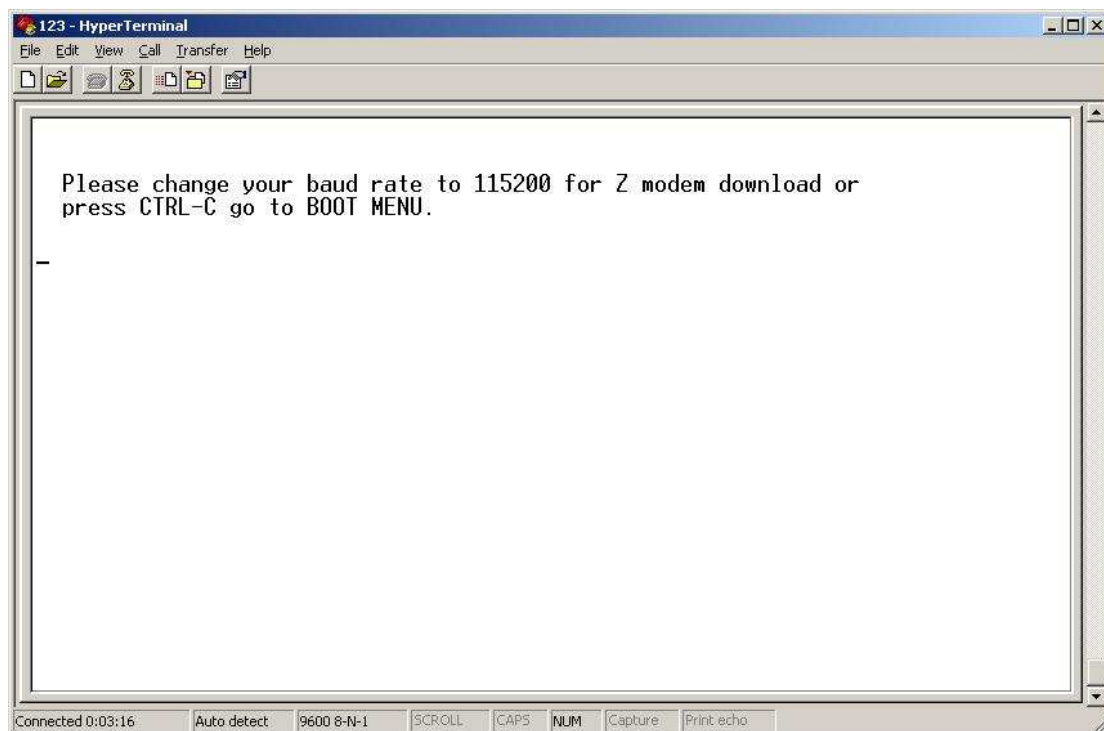 123 - HyperTerminal
File Edit View Call Transfer Help
Please change your baud rate to 115200 for Z modem download or
press CTRL-C go to BOOT MENU.
Connected 0:03:16 Auto detect 9600 8-N-1 SCROLL CAPS NUM Capture Print echo